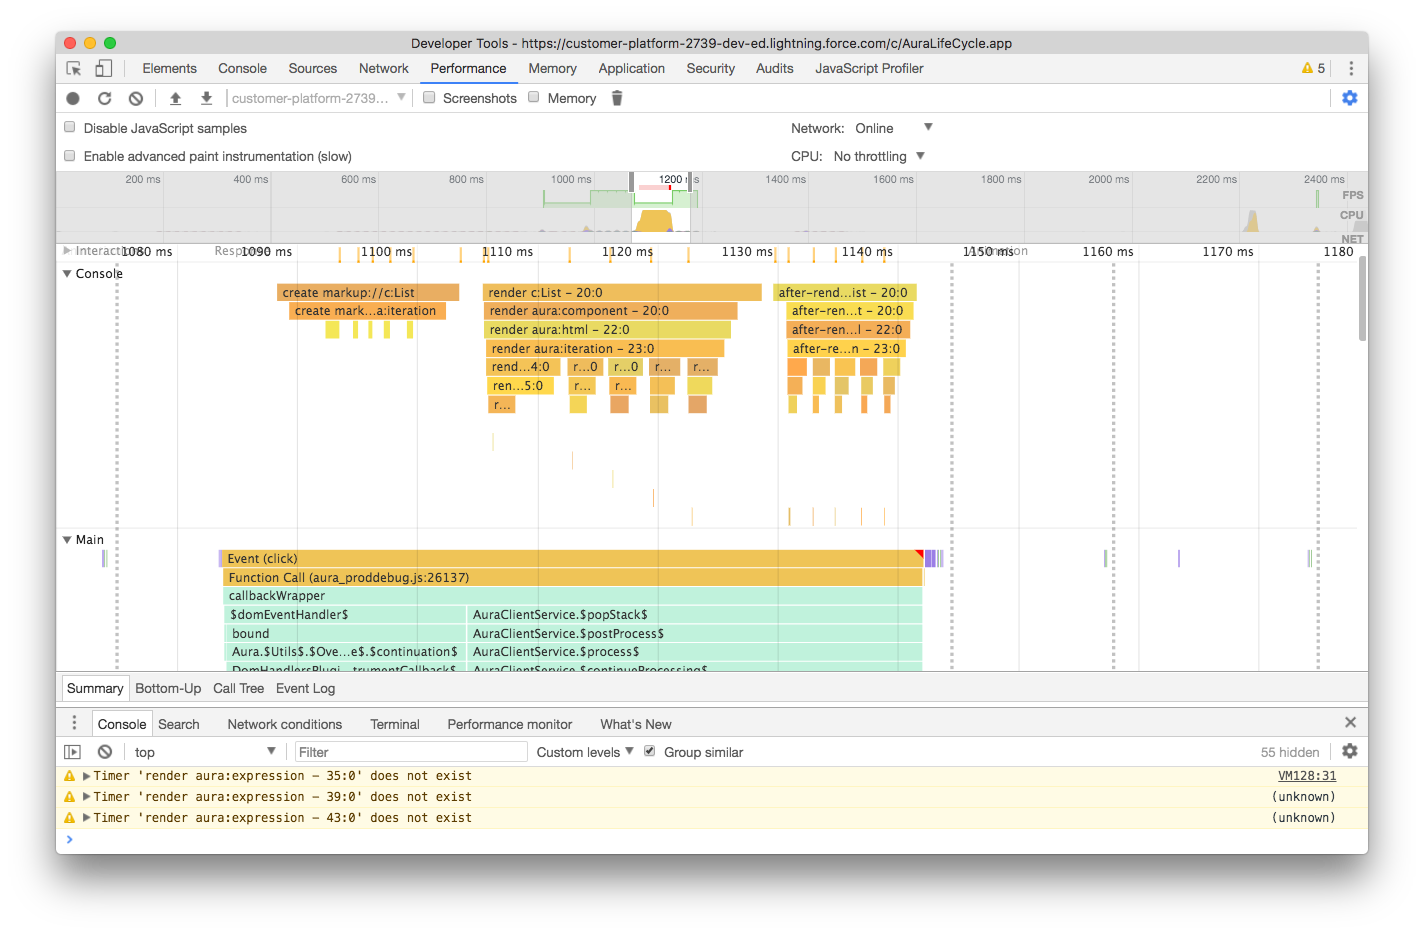 Developer Tools - https://customer-platform-2739-dev-ed.lightning.force.com/c/AuraLifeCycle.app
Elements Console Sources Network Performance Memory Application Security Audits JavaScript Profiler 5
customer-platform-2739... Screenshots Memory
Disable JavaScript samples Network: Online
Enable advanced paint instrumentation (slow) CPU: No throttling
200 ms 400 ms 600 ms 800 ms 1000 ms 1200 ms 1400 ms 1600 ms 1800 ms 2000 ms 2200 ms 2400 ms
FPS
CPU
NET
Interactions 1080 ms Response 1090 ms 1100 ms 1110 ms 1120 ms 1130 ms 1140 ms Animation 1150 ms 1160 ms 1170 ms 1180
Console
create markup://c:List render c:List – 20:0 after-rend…ist – 20:0
create mark…a:iteration render aura:component – 20:0 after-ren…t – 20:0
render aura:html – 22:0 after-ren…l – 22:0
render aura:iteration – 23:0 after-re…n – 23:0
rend…4:0 r…0 r…0 r… r…
ren…5:0 r… r…
r…
Main
Event (click)
Function Call (aura_proddebug.js:26137)
callbackWrapper
$domEventHandler$ AuraClientService.$popStack$
bound AuraClientService.$postProcess$
Aura.$Utils$.$Ove…e$.$continuation$ AuraClientService.$process$
DomHandlersPlugi…trumentCallback$ AuraClientService.$continueProcessing$
Summary Bottom-Up Call Tree Event Log
Console Search Network conditions Terminal Performance monitor What's New
top Filter Custom levels Group similar 55 hidden
Timer 'render aura:expression – 35:0' does not exist VM128:31
Timer 'render aura:expression – 39:0' does not exist (unknown)
Timer 'render aura:expression – 43:0' does not exist (unknown)